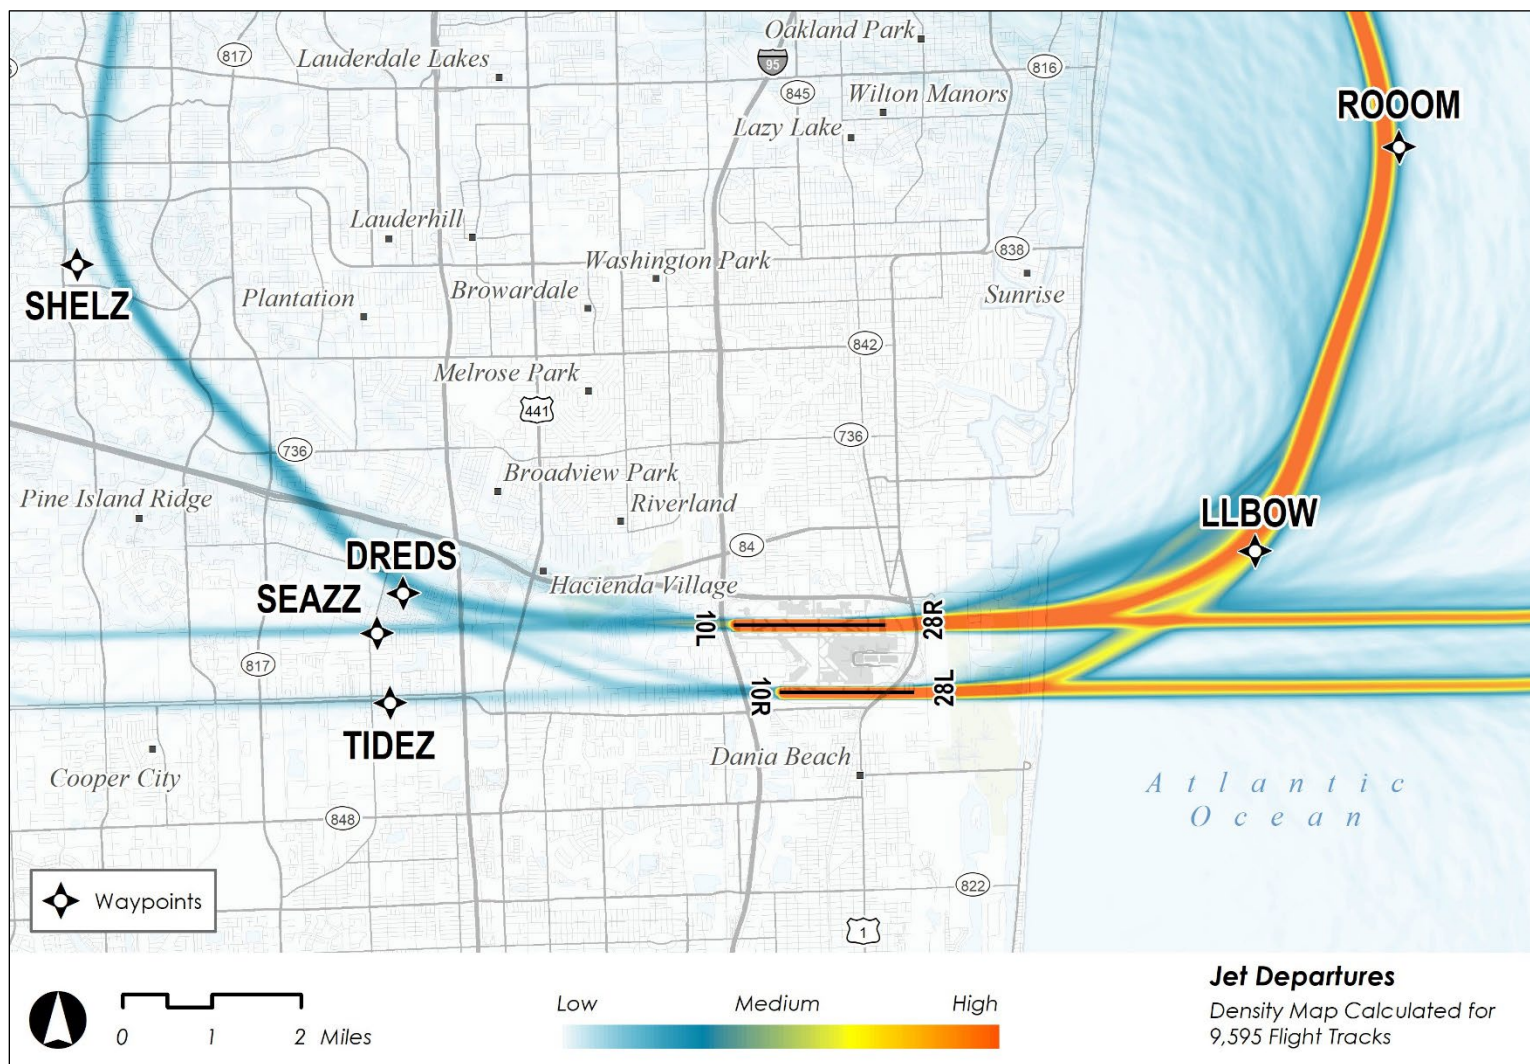 Oakland Park
817
Lauderdale Lakes
95
816
845
Wilton Manors
ROOOM
Lazy Lake
Lauderhill
838
Washington Park
SHELZ
Plantation
Browardale
Sunrise
842
Melrose Park
441
736
736
Broadview Park
Pine Island Ridge
Riverland
LLBOW
84
DREDS
Hacienda Village
SEAZZ
10L
28R
817
10R
28L
TIDEZ
Dania Beach
Cooper City
Atlantic
Ocean
848
822
Waypoints
1
Jet Departures
Low Medium High
Density Map Calculated for
9,595 Flight Tracks
0 1 2 Miles